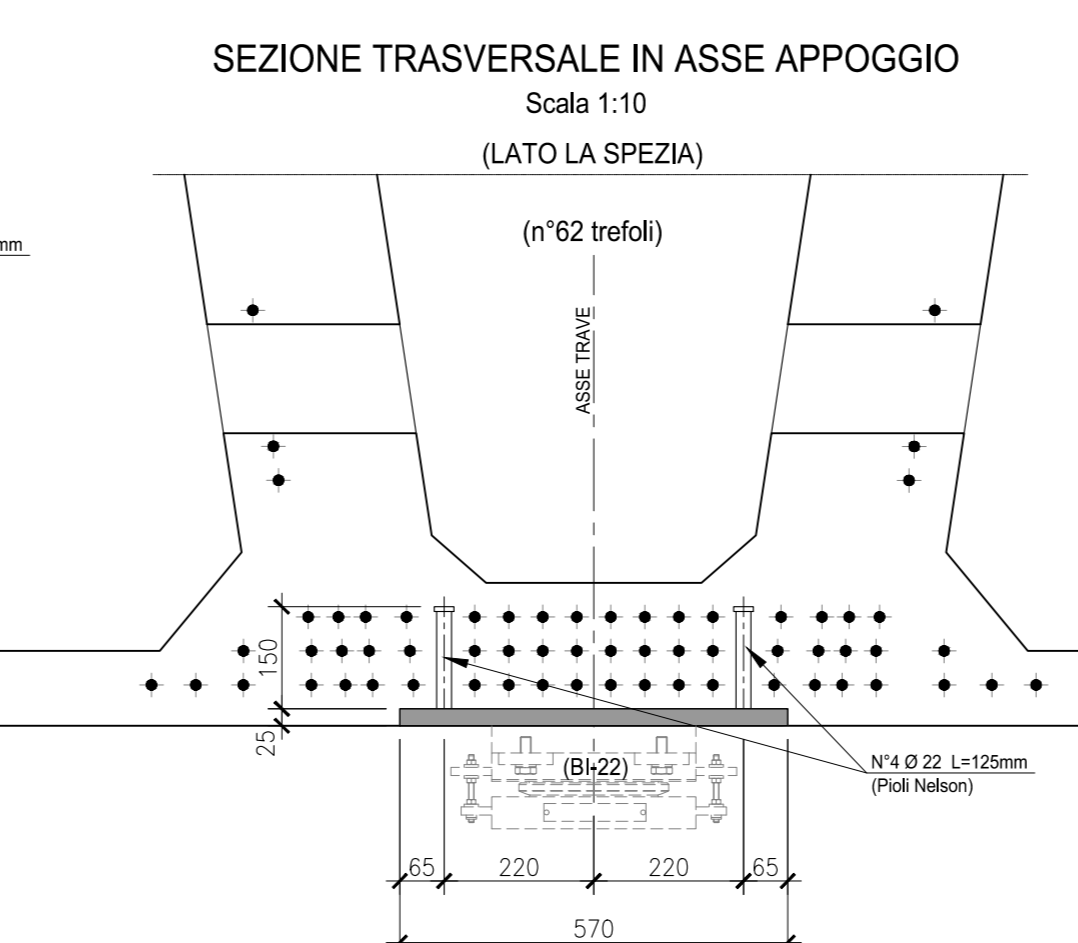 SEZIONE TRASVERSALE IN ASSE APPOGGIO
Scala 1:10
(LATO LA SPEZIA)
mm
(n°62 trefoli)
ASSE TRAVE
150
25
(BI-22)
N°4 Ø 22 L=125mm
(Pioli Nelson)
65 220 220 65
570